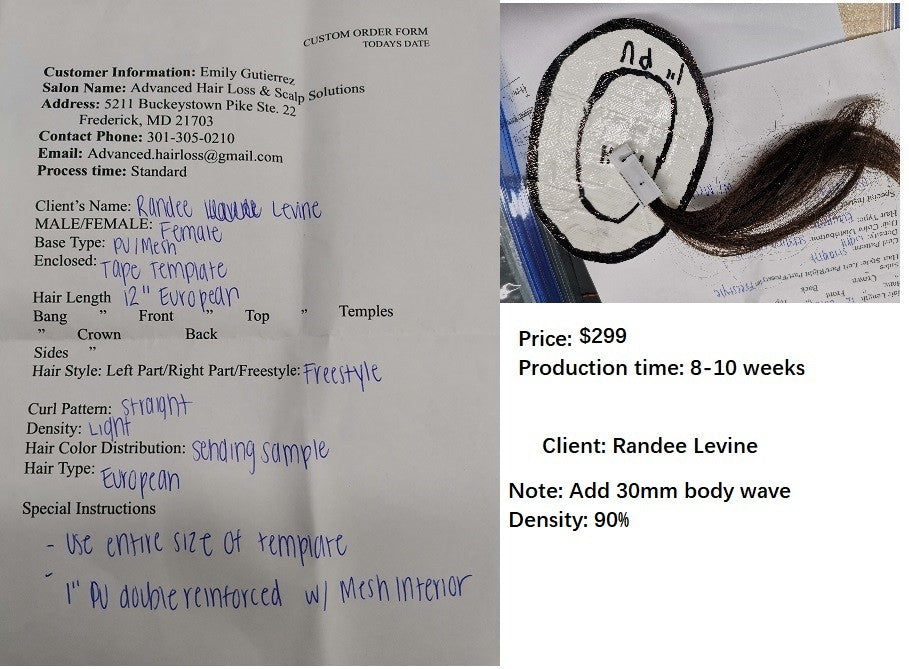 CUSTOM ORDER FORM
TODAYS DATE
Customer Information: Emily Gutierrez
Salon Name: Advanced Hair Loss & Scalp Solutions
Address: 5211 Buckeystown Pike Ste. 22
Frederick, MD 21703
Contact Phone: 301-305-0210
Email: Advanced.hairloss@gmail.com
Process time: Standard
Client's Name: Randee Levine
MALE/FEMALE: Female
Base Type: PU/Mesh
Enclosed: Tape Template
Hair Length 12" European
Bang " Front " Top " Temples
" Crown Back
Sides "
Hair Style: Left Part/Right Part/Freestyle: Freestyle
Curl Pattern: Straight
Density: Light
Hair Color Distribution: Sending sample
Hair Type: European
Special Instructions
- Use entire size of template
- 1" PU double reinforced w/ Mesh Interior
1" PU
Price: $299
Production time: 8-10 weeks
Client: Randee Levine
Note: Add 30mm body wave
Density: 90%